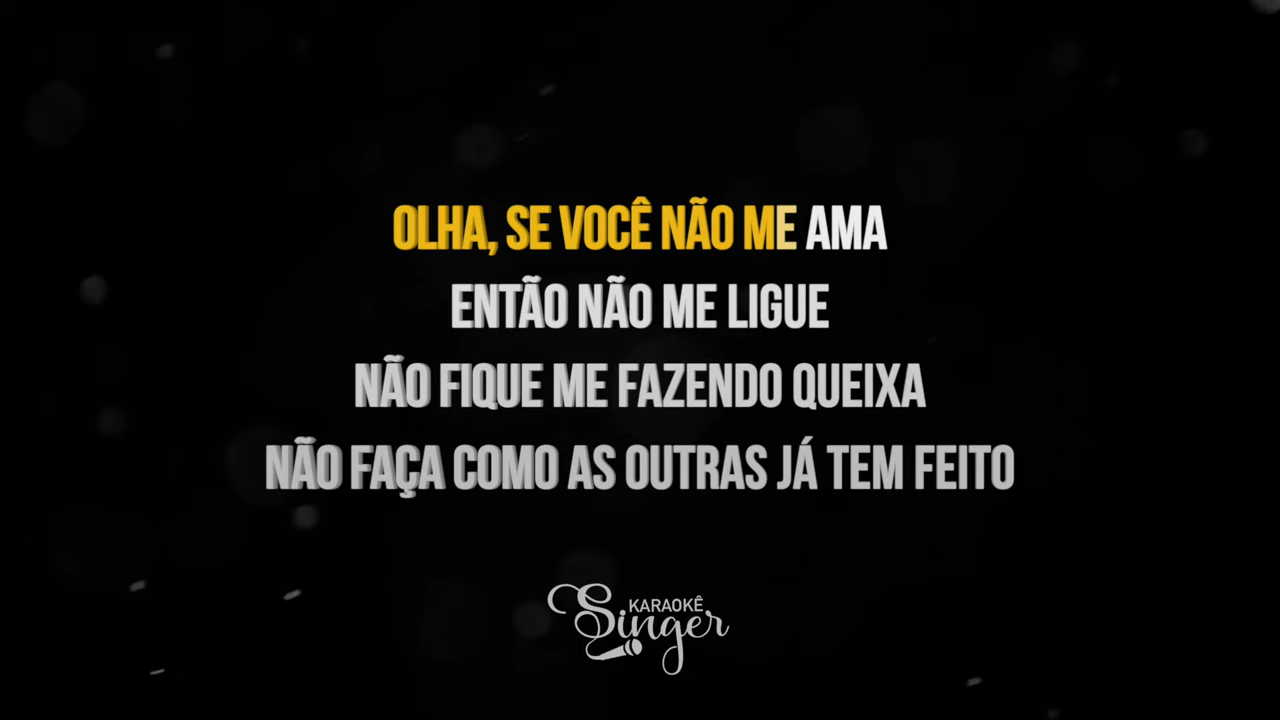 OLHA, SE VOCÊ NÃO ME AMA
ENTÃO NÃO ME LIGUE
NÃO FIQUE ME FAZENDO QUEIXA
NÃO FAÇA COMO AS OUTRAS JÁ TEM FEITO
KARAOKÊ
Singer